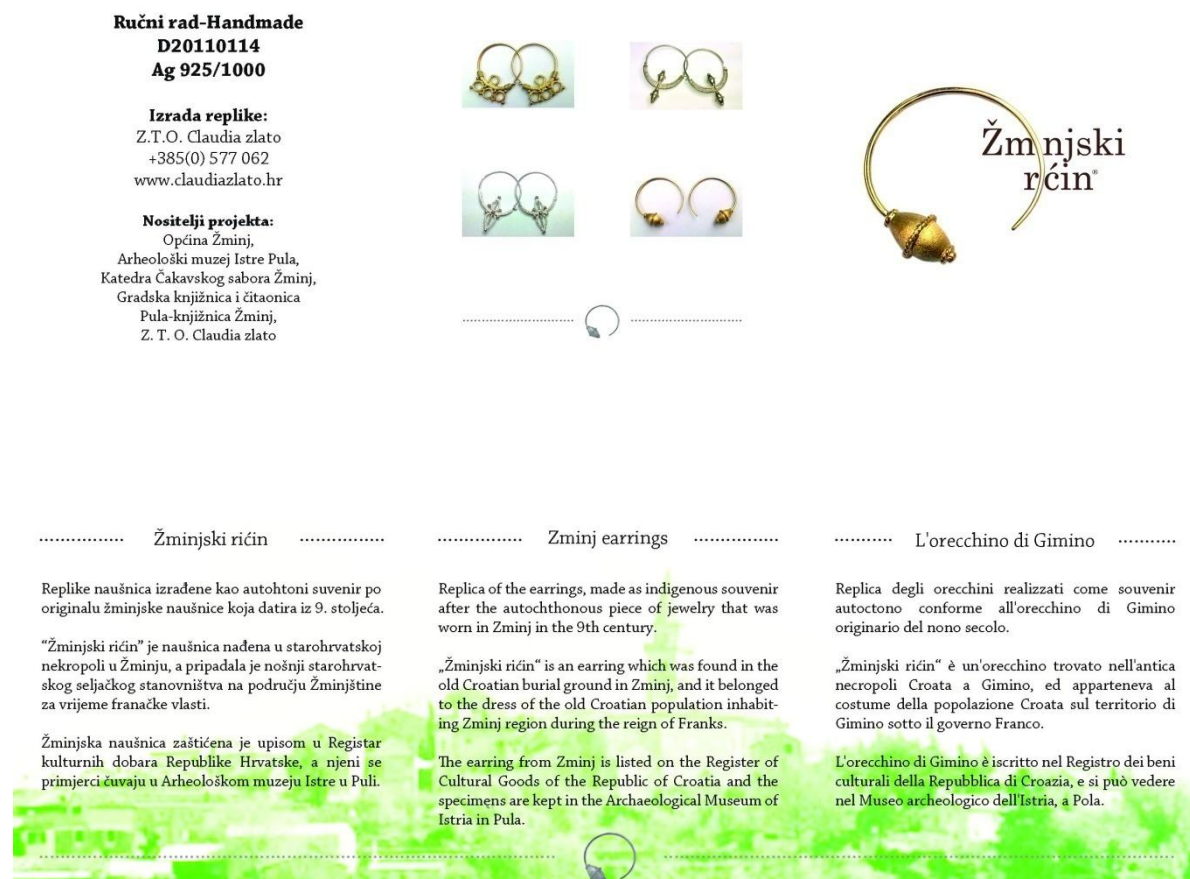 Ručni rad-Handmade
D20110114
Ag 925/1000
Izrada replike:
Z.T.O. Claudia zlato
+385(0) 577 062
www.claudiazlato.hr
Nositelji projekta:
Općina Žminj,
Arheološki muzej Istre Pula,
Katedra Čakavskog sabora Žminj,
Gradska knjižnica i čitaonica
Pula-knjižnica Žminj,
Z. T. O. Claudia zlato
Žminjski
rićin®
Žminjski rićin
Replike naušnica izrađene kao autohtoni suvenir po
originalu žminjske naušnice koja datira iz 9. stoljeća.
“Žminjski rićin” je naušnica nađena u starohrvatskoj
nekropoli u Žminju, a pripadala je nošnji starohrvat-
skog seljačkog stanovništva na području Žminjštine
za vrijeme franačke vlasti.
Žminjska naušnica zaštićena je upisom u Registar
kulturnih dobara Republike Hrvatske, a njeni se
primjerci čuvaju u Arheološkom muzeju Istre u Puli.
Zminj earrings
Replica of the earrings, made as indigenous souvenir
after the autochthonous piece of jewelry that was
worn in Zminj in the 9th century.
„Žminjski rićin“ is an earring which was found in the
old Croatian burial ground in Zminj, and it belonged
to the dress of the old Croatian population inhabit-
ing Zminj region during the reign of Franks.
The earring from Zminj is listed on the Register of
Cultural Goods of the Republic of Croatia and the
specimens are kept in the Archaeological Museum of
Istria in Pula.
L'orecchino di Gimino
Replica degli orecchini realizzati come souvenir
autoctono conforme all'orecchino di Gimino
originario del nono secolo.
„Žminjski rićin“ è un'orecchino trovato nell'antica
necropoli Croata a Gimino, ed apparteneva al
costume della popolazione Croata sul territorio di
Gimino sotto il governo Franco.
L'orecchino di Gimino è iscritto nel Registro dei beni
culturali della Repubblica di Croazia, e si può vedere
nel Museo archeologico dell'Istria, a Pola.